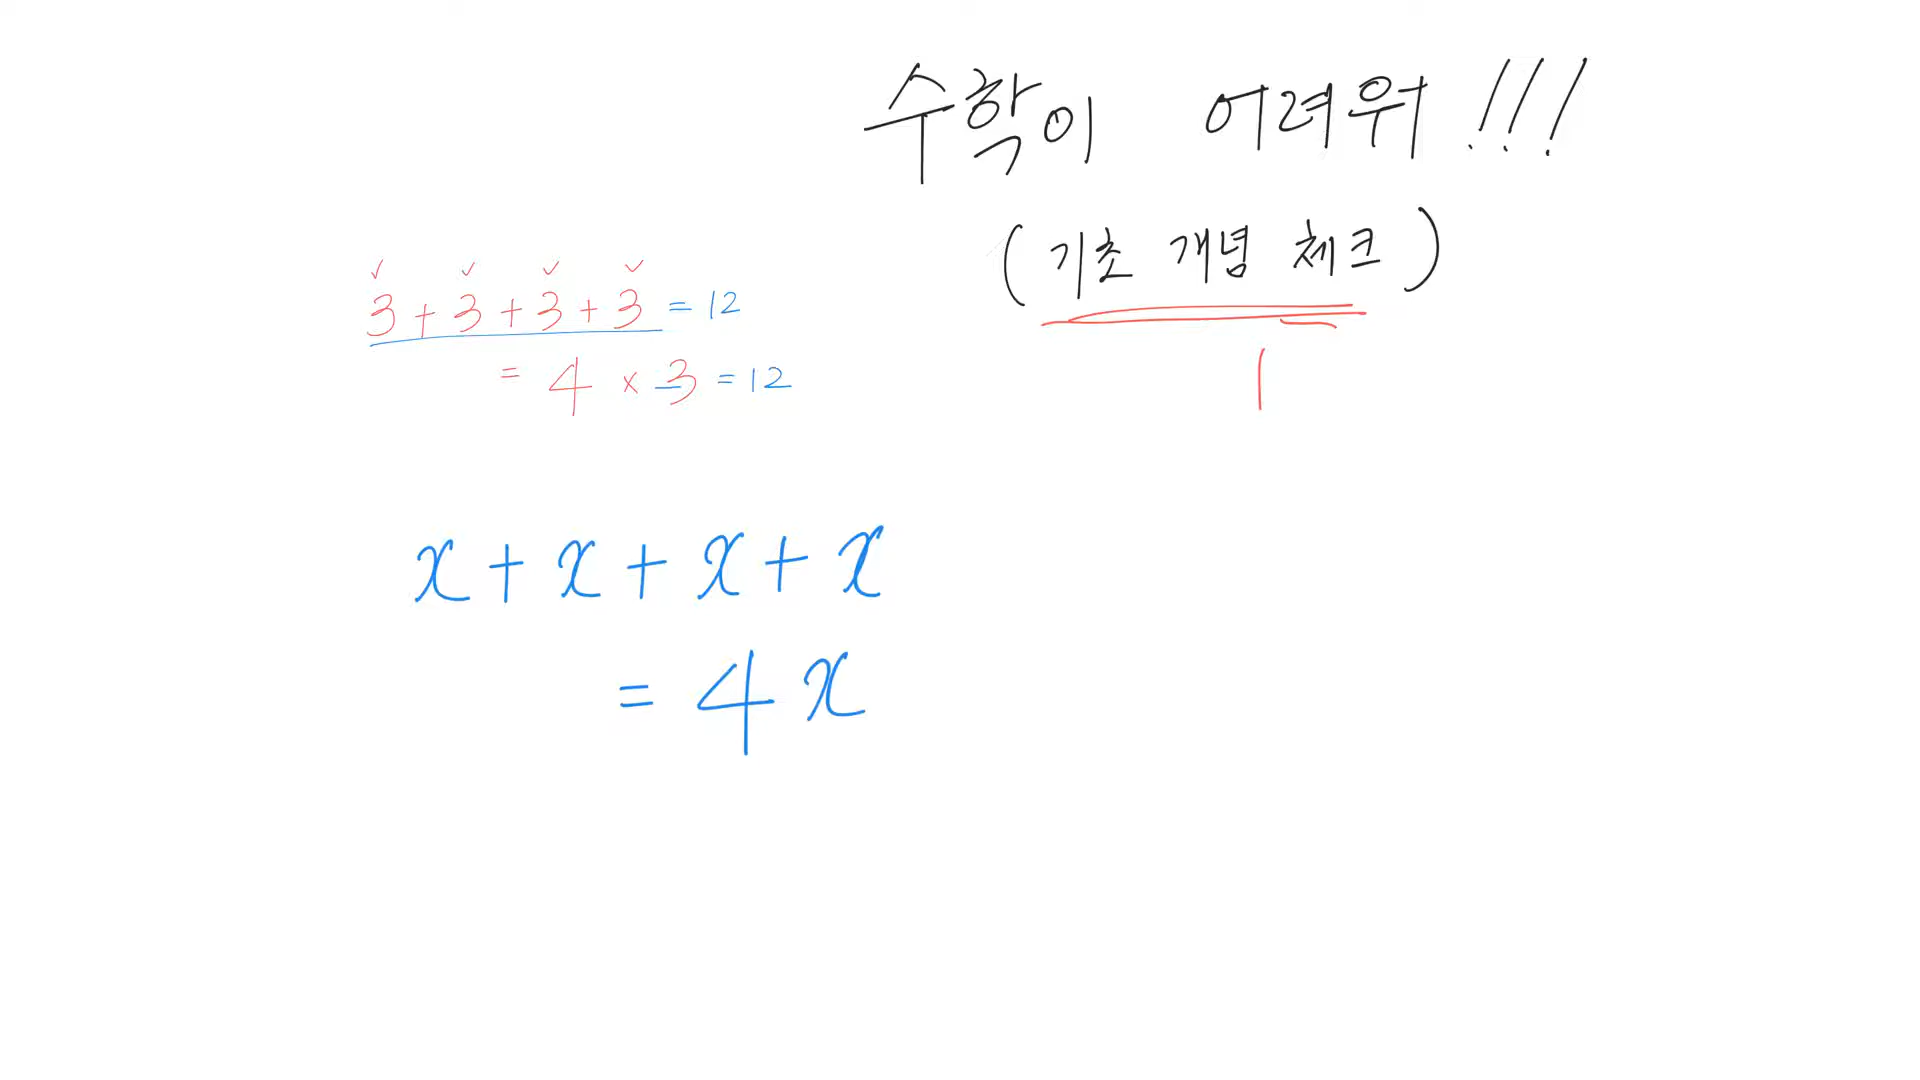 수학이 어려워!!!
(기초 개념 체크)
3+3+3+3=12
=4×3=12
x+x+x+x
=4x